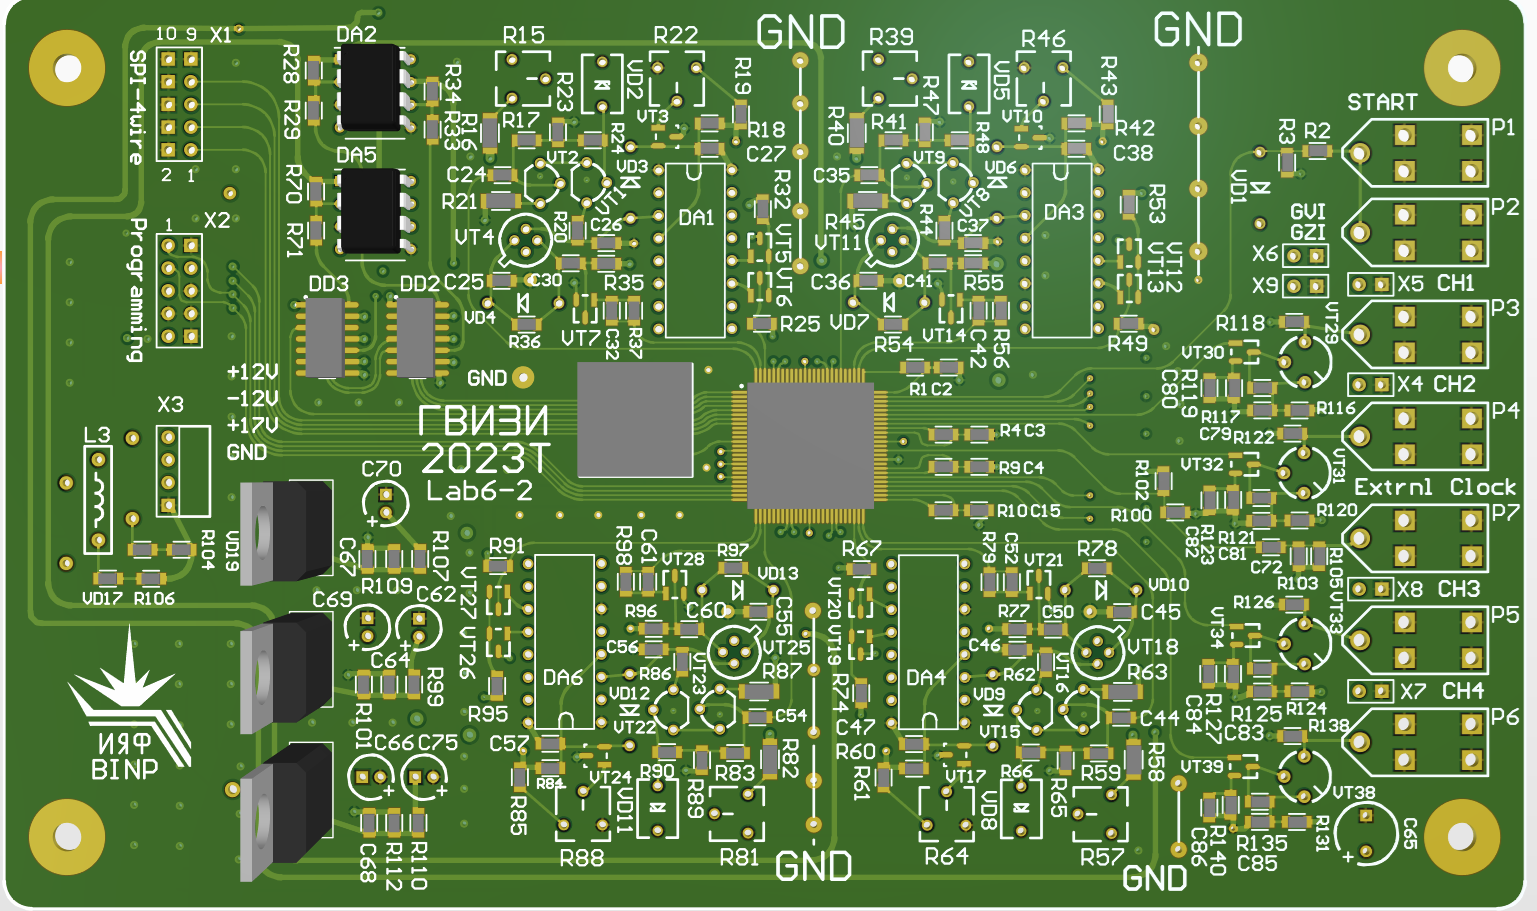 10 9 X1
SPI-4wire
2 1
X2
1
Programming
DA2
R28
R29
R34
R33
DA5
R70
R71
DD3 DD2
+12V
-12V
+17V
GND
X3
L3
R104
VD17 R106
VD19
ГВИЗИ
2023Т
Lab6-2
GND
C70
C67
R109
R107
C69
C62
C64
R101
R99
C66 C75
C68
R112
R110
ИЯФ
BINP
R15
R22
GND
R23
VD2
R19
R16
R17
R24
VT3
R18
C27
C24
VT2
VD3
R21
VT1
VT4
R20
C26
DA1
R32
VT5
VT6
C25
C30
R35
VD4
R36
VT7
C32
R37
R25
R39
R46
GND
R47
VD5
R43
R40
R41
R48
VT10
R42
C38
C35
VT9
VD6
R45
VT8
VT11
R44
C37
DA3
R53
VT13
VT12
C36
C41
R55
VD7
R54
VT14
C42
R56
R49
R1 C2
R4 C3
R9 C4
R10 C15
START
P1
R3
R2
VD1
P2
GVI
GZI
X6
X9
X5 CH1
P3
R118
VT29
VT30
C80
R119
R117
R116
X4 CH2
P4
C79
R122
VT32
VT31
R102
R100
Extrnl Clock
R120
R121
C82
R123
C81
C72
P7
R103
R105
X8 CH3
R126
VT33
VT34
P5
X7 CH4
C84
R127
R125
R124
C83
R138
P6
VT39
VT38
C86
R140
R135
C85
R131
C65
R91
VT27
VT26
R98
C61
VT28
R97
VD13
R96
C60
C55
C56
VT25
R86
VT23
R87
DA6
VD12
R95
VT22
C54
C57
R84
VT24
R90
R83
R82
R85
VD11
R89
R88
R81
GND
R67
VT20
VT19
R79
C52
VT21
R78
VD10
R77
C50
C45
C46
VT18
R62
VT16
R63
DA4
VD9
R74
VT15
C44
C47
R60
VT17
R66
R59
R58
R61
VD8
R65
R64
R57
GND